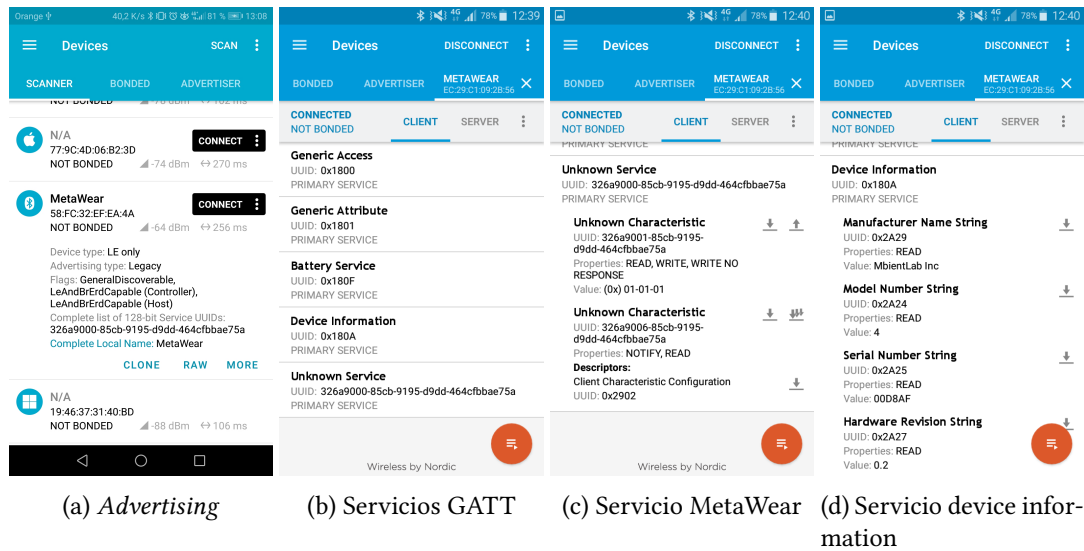 Orange
40,2 K/s
81 %
13:08
Devices
SCAN
SCANNER
BONDED
ADVERTISER
NOT BONDED
N/A
77:9C:4D:06:B2:3D
NOT BONDED
-74 dBm
270 ms
CONNECT
MetaWear
58:FC:32:EF:EA:4A
NOT BONDED
-64 dBm
256 ms
CONNECT
Device type: LE only
Advertising type: Legacy
Flags: GeneralDiscoverable,
LeAndBrErdCapable (Controller),
LeAndBrErdCapable (Host)
Complete list of 128-bit Service UUIDs:
326a9000-85cb-9195-d9dd-464cfbbae75a
Complete Local Name: MetaWear
CLONE
RAW
MORE
N/A
19:46:37:31:40:BD
NOT BONDED
-88 dBm
106 ms
(a) Advertising
4G
78%
12:39
Devices
DISCONNECT
BONDED
ADVERTISER
METAWEAR
EC:29:C1:09:2B:56
CONNECTED
NOT BONDED
CLIENT
SERVER
Generic Access
UUID: 0x1800
PRIMARY SERVICE
Generic Attribute
UUID: 0x1801
PRIMARY SERVICE
Battery Service
UUID: 0x180F
PRIMARY SERVICE
Device Information
UUID: 0x180A
PRIMARY SERVICE
Unknown Service
UUID: 326a9000-85cb-9195-d9dd-464cfbbae75a
PRIMARY SERVICE
Wireless by Nordic
(b) Servicios GATT
4G
78%
12:40
Devices
DISCONNECT
BONDED
ADVERTISER
METAWEAR
EC:29:C1:09:2B:56
CONNECTED
NOT BONDED
CLIENT
SERVER
PRIMARY SERVICE
Unknown Service
UUID: 326a9000-85cb-9195-d9dd-464cfbbae75a
PRIMARY SERVICE
Unknown Characteristic
UUID: 326a9001-85cb-9195-
d9dd-464cfbbae75a
Properties: READ, WRITE, WRITE NO
RESPONSE
Value: (0x) 01-01-01
Unknown Characteristic
UUID: 326a9006-85cb-9195-
d9dd-464cfbbae75a
Properties: NOTIFY, READ
Descriptors:
Client Characteristic Configuration
UUID: 0x2902
Wireless by Nordic
(c) Servicio MetaWear
4G
78%
12:40
Devices
DISCONNECT
BONDED
ADVERTISER
METAWEAR
EC:29:C1:09:2B:56
CONNECTED
NOT BONDED
CLIENT
SERVER
PRIMARY SERVICE
Device Information
UUID: 0x180A
PRIMARY SERVICE
Manufacturer Name String
UUID: 0x2A29
Properties: READ
Value: MbientLab Inc
Model Number String
UUID: 0x2A24
Properties: READ
Value: 4
Serial Number String
UUID: 0x2A25
Properties: READ
Value: 00D8AF
Hardware Revision String
UUID: 0x2A27
Properties: READ
Value: 0.2
(d) Servicio device infor-
mation